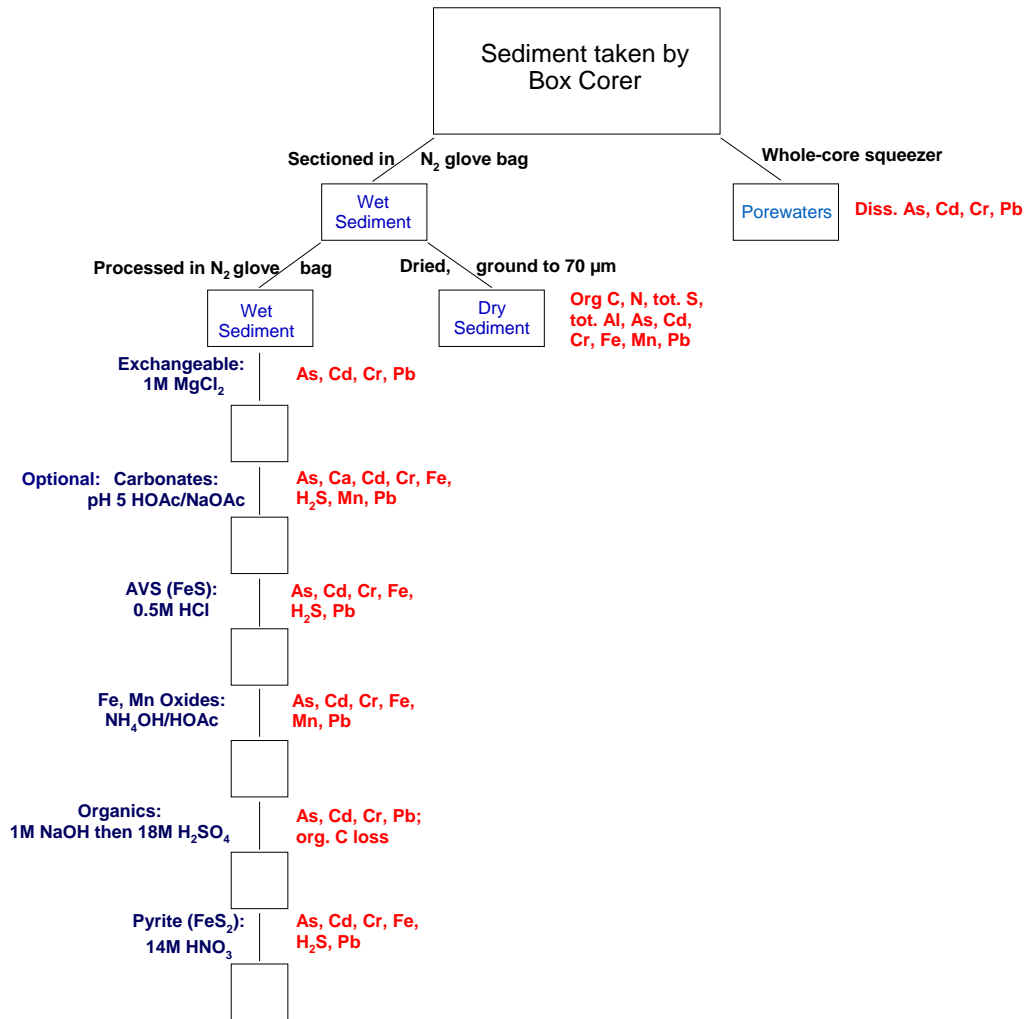 Sediment taken by
Box Corer
Sectioned in N₂ glove bag
Whole-core squeezer
Wet
Sediment
Porewaters
Diss. As, Cd, Cr, Pb
Processed in N₂ glove bag
Dried, ground to 70 µm
Wet
Sediment
Dry
Sediment
Org C, N, tot. S,
tot. Al, As, Cd,
Cr, Fe, Mn, Pb
Exchangeable:
1M MgCl₂
As, Cd, Cr, Pb
Optional: Carbonates:
pH 5 HOAc/NaOAc
As, Ca, Cd, Cr, Fe,
H₂S, Mn, Pb
AVS (FeS):
0.5M HCl
As, Cd, Cr, Fe,
H₂S, Pb
Fe, Mn Oxides:
NH₄OH/HOAc
As, Cd, Cr, Fe,
Mn, Pb
Organics:
1M NaOH then 18M H₂SO₄
As, Cd, Cr, Pb;
org. C loss
Pyrite (FeS₂):
14M HNO₃
As, Cd, Cr, Fe,
H₂S, Pb